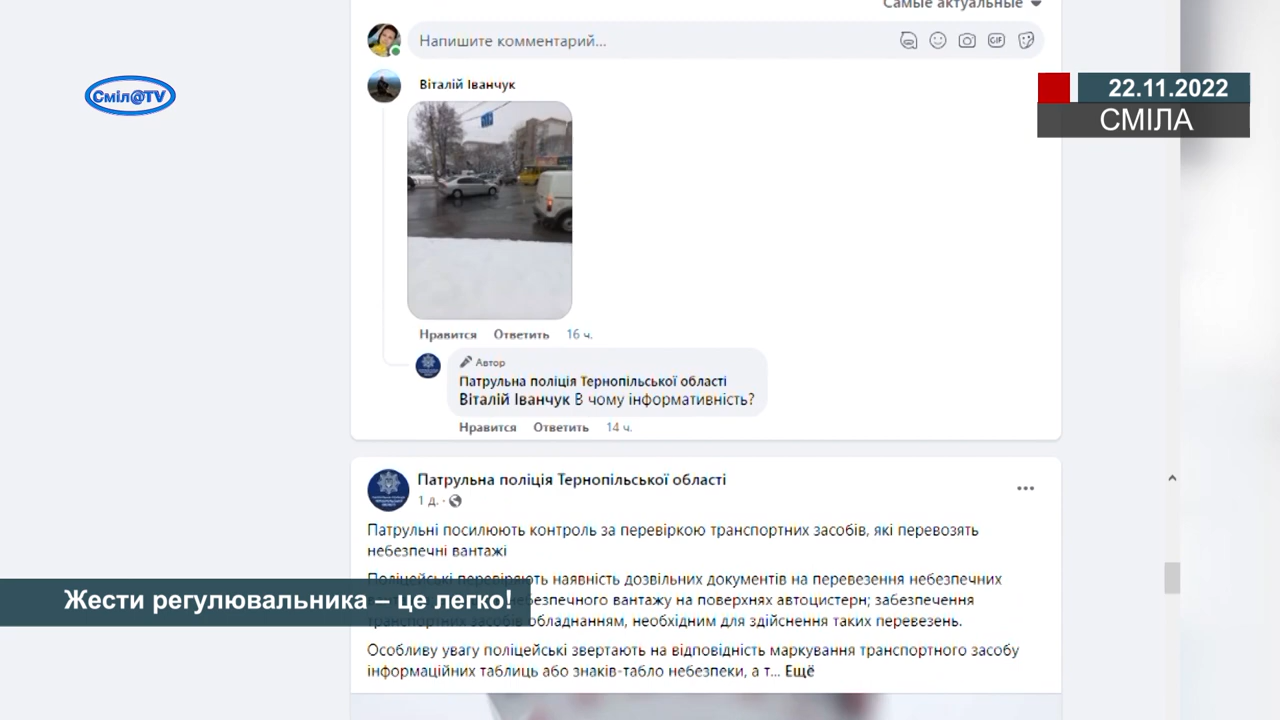 Самые актуальные
Напишите комментарий...
GIF
Сміл@TV
22.11.2022
СМІЛА
Віталій Іванчук
Нравится Ответить 16 ч.
Автор
Патрульна поліція Тернопільської області
Віталій Іванчук В чому інформативність?
Нравится Ответить 14 ч.
Патрульна поліція Тернопільської області
1 д.
Патрульні посилюють контроль за перевіркою транспортних засобів, які перевозять
небезпечні вантажі
Поліцейські перевіряють наявність дозвільних документів на перевезення небезпечних
небезпечного вантажу на поверхнях автоцистерн; забезпечення
транспортних засобів обладнанням, необхідним для здійснення таких перевезень.
Жести регулювальника – це легко!
Особливу увагу поліцейські звертають на відповідність маркування транспортного засобу
інформаційних таблиць або знаків-табло небезпеки, а т... Ещё